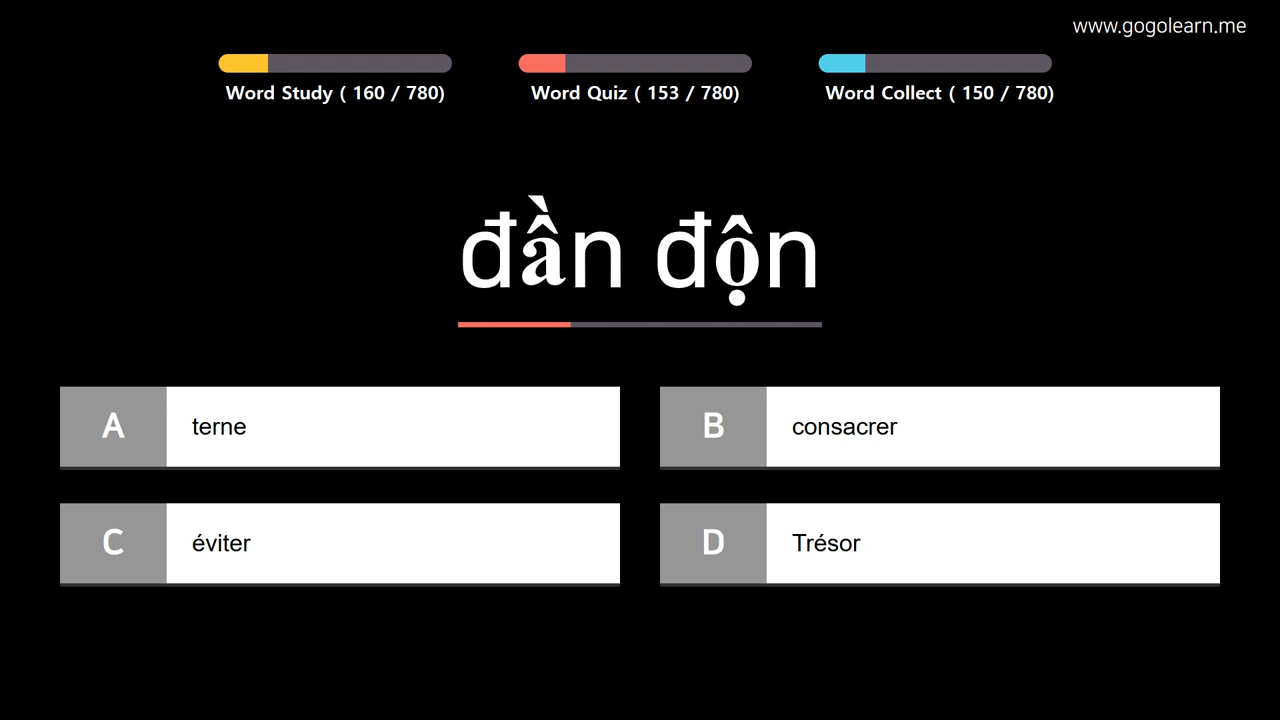 www.gogolearn.me
Word Study ( 160 / 780)
Word Quiz ( 153 / 780)
Word Collect ( 150 / 780)
đần độn
A terne
B consacrer
C éviter
D Trésor